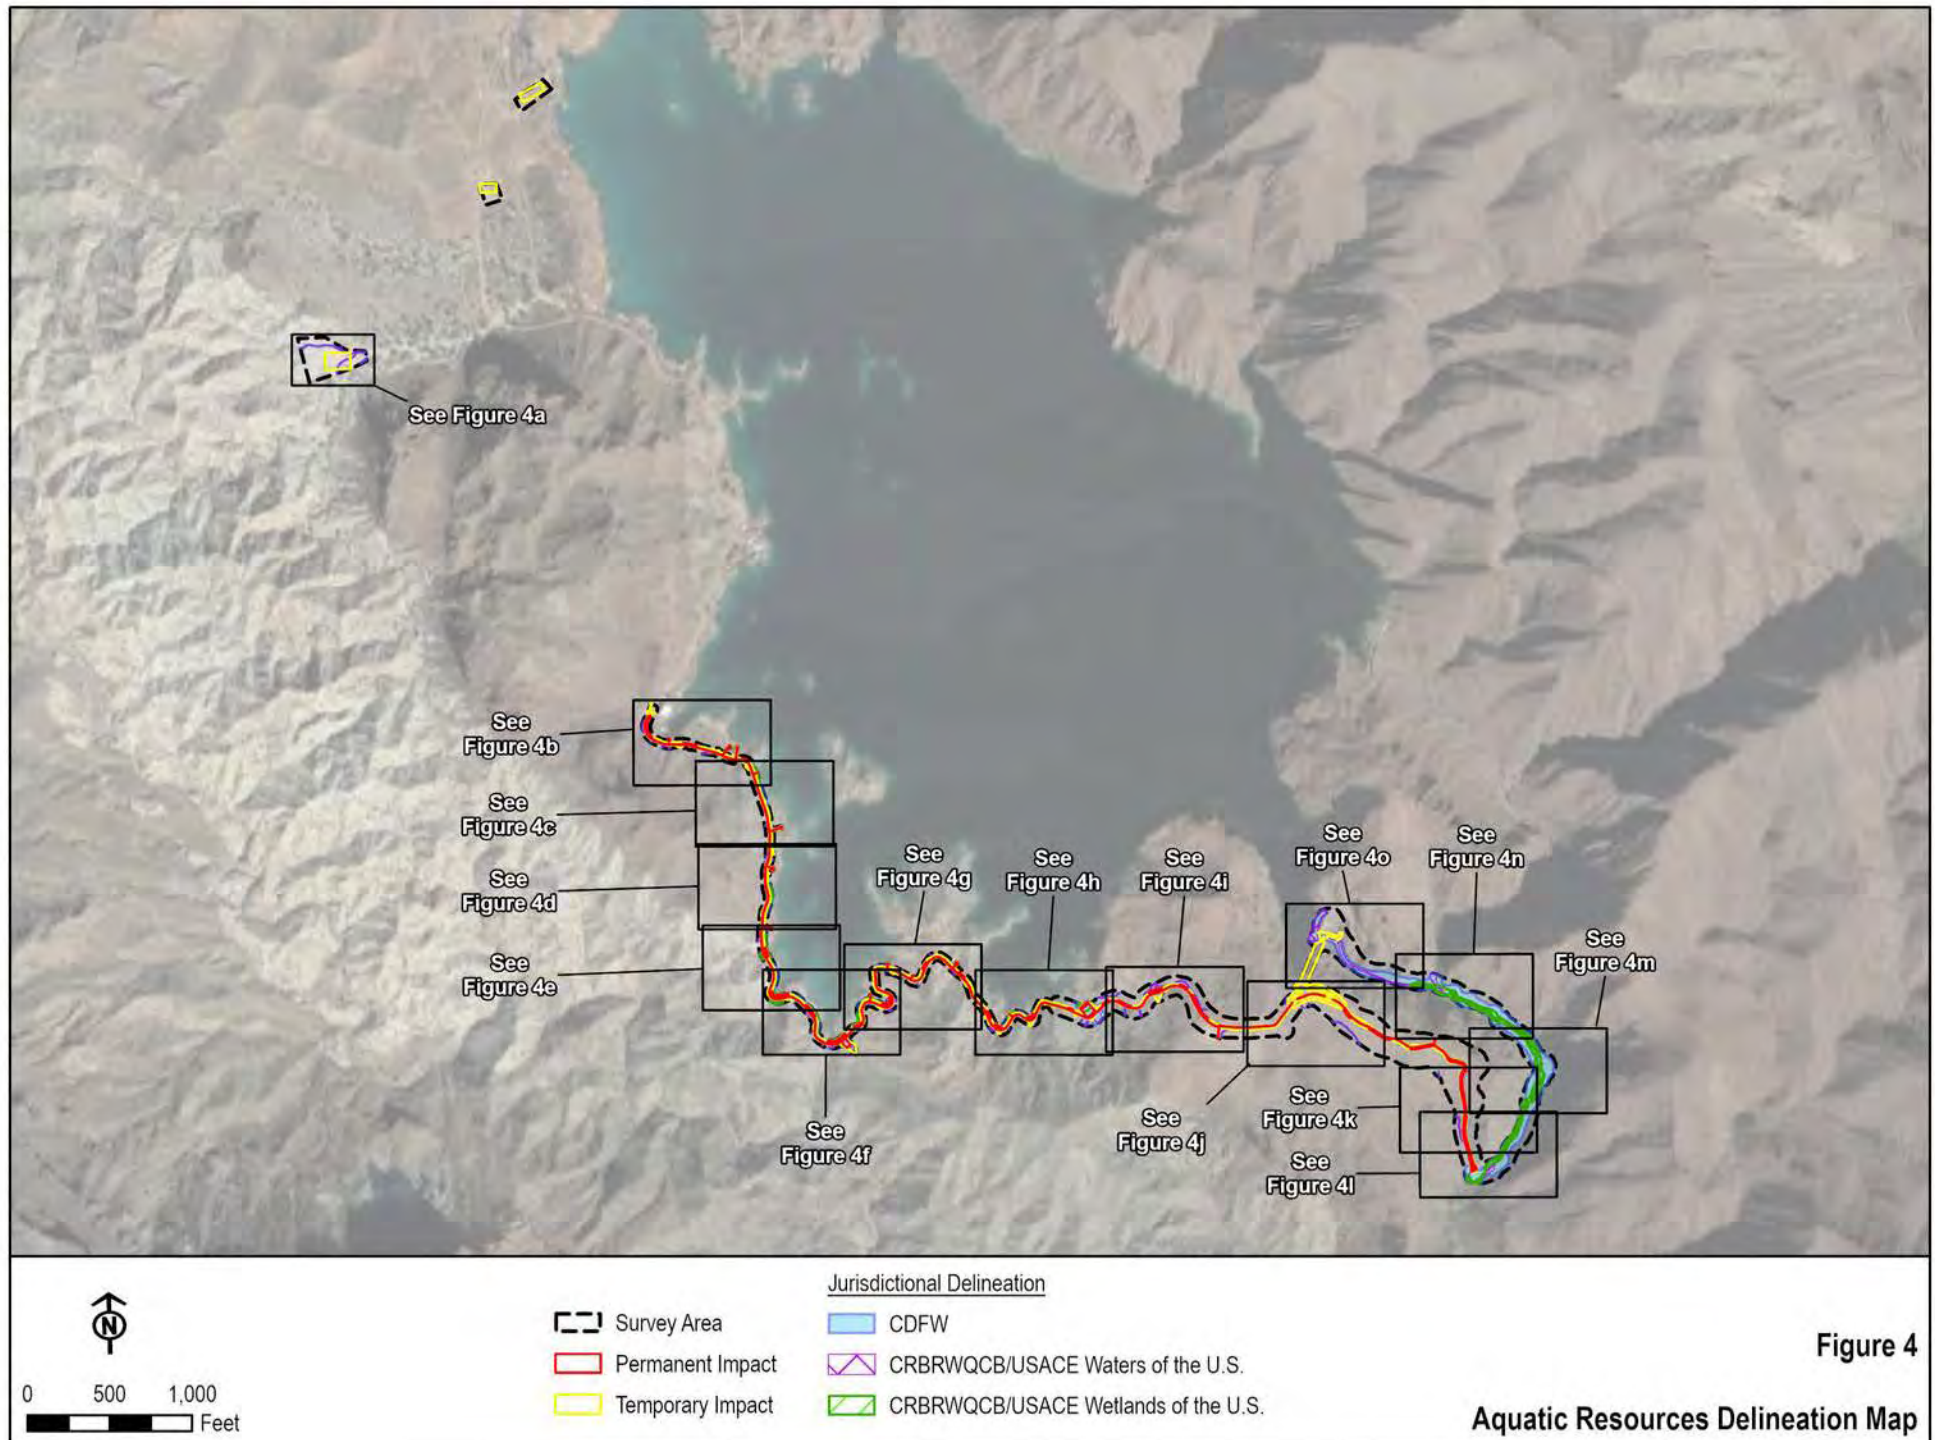 See Figure 4a
See
Figure 4b
See
Figure 4c
See
Figure 4d
See
Figure 4e
See
Figure 4f
See
Figure 4g
See
Figure 4h
See
Figure 4i
See
Figure 4j
See
Figure 4k
See
Figure 4l
See
Figure 4m
See
Figure 4n
See
Figure 4o
N
0 500 1,000
Feet
Survey Area
Permanent Impact
Temporary Impact
Jurisdictional Delineation
CDFW
CRBRWQCB/USACE Waters of the U.S.
CRBRWQCB/USACE Wetlands of the U.S.
Figure 4
Aquatic Resources Delineation Map